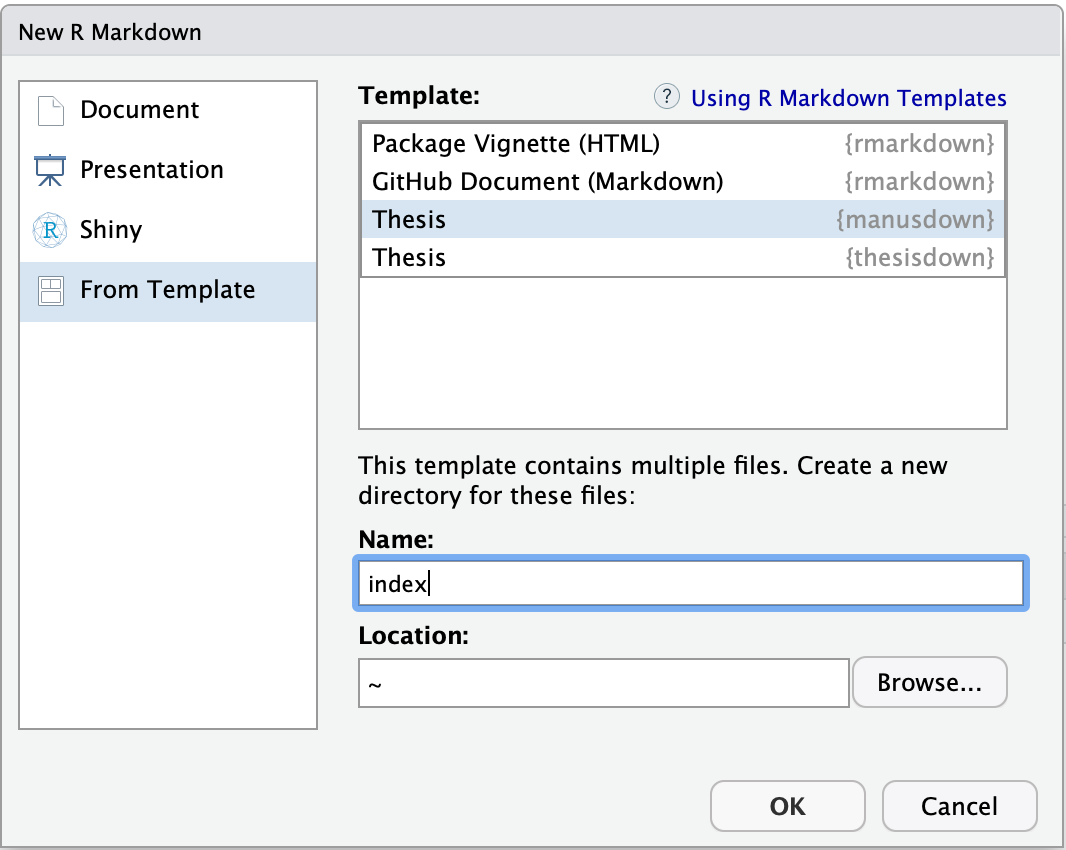 New R Markdown
Document
Presentation
R Shiny
From Template
Template:
? Using R Markdown Templates
Package Vignette (HTML) {rmarkdown}
GitHub Document (Markdown) {rmarkdown}
Thesis {manusdown}
Thesis {thesisdown}
This template contains multiple files. Create a new
directory for these files:
Name:
index
Location:
~
Browse...
OK
Cancel